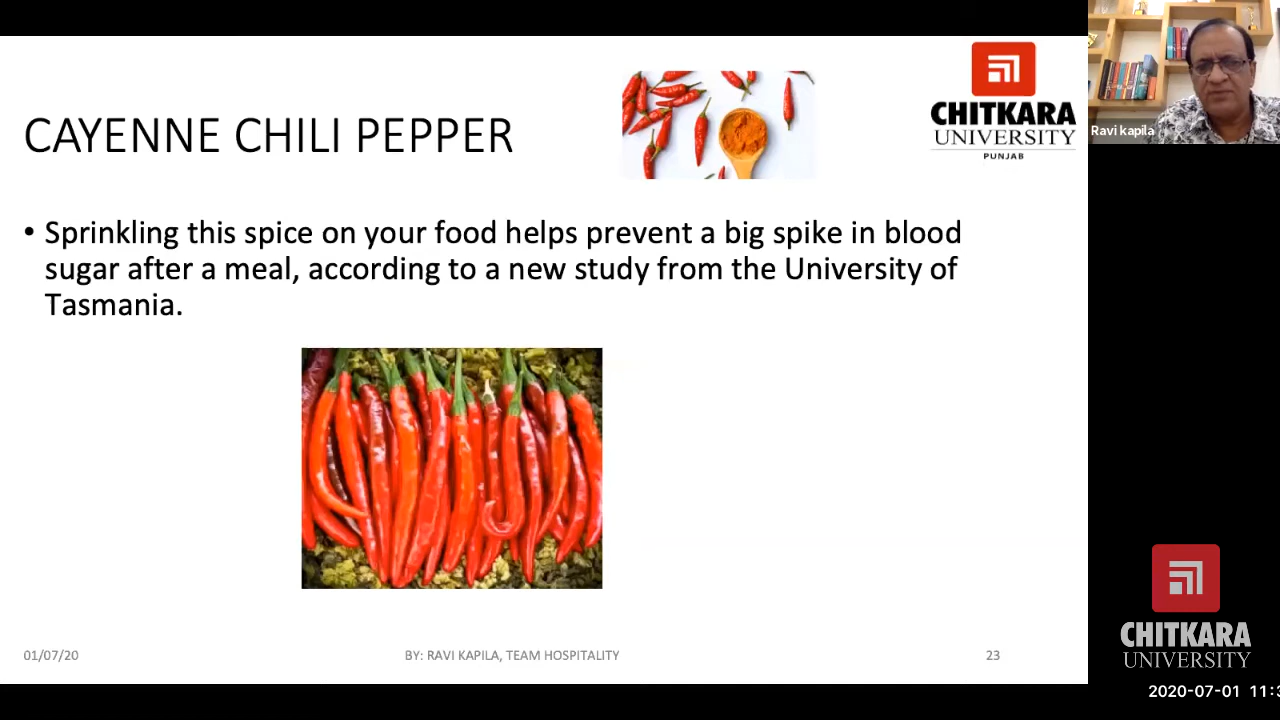 CHITKARA
UNIVERSITY
PUNJAB
Ravi kapila
CAYENNE CHILI PEPPER
• Sprinkling this spice on your food helps prevent a big spike in blood
sugar after a meal, according to a new study from the University of
Tasmania.
01/07/20
BY: RAVI KAPILA, TEAM HOSPITALITY
23
CHITKARA
UNIVERSITY
2020-07-01 11:3